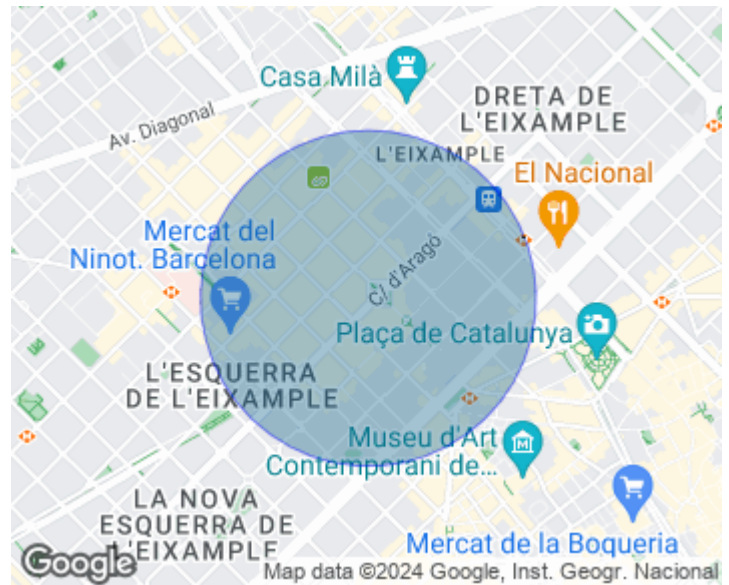 Casa Milà
DRETA DE
L'EIXAMPLE
Av. Diagonal
L'EIXAMPLE
El Nacional
Mercat del
Ninot. Barcelona
C/ d'Aragó
Plaça de Catalunya
L'ESQUERRA
DE L'EIXAMPLE
Museu d'Art
Contemporani de...
LA NOVA
ESQUERRA DE
L'EIXAMPLE
Mercat de la Boqueria
Google
Map data ©2024 Google, Inst. Geogr. Nacional